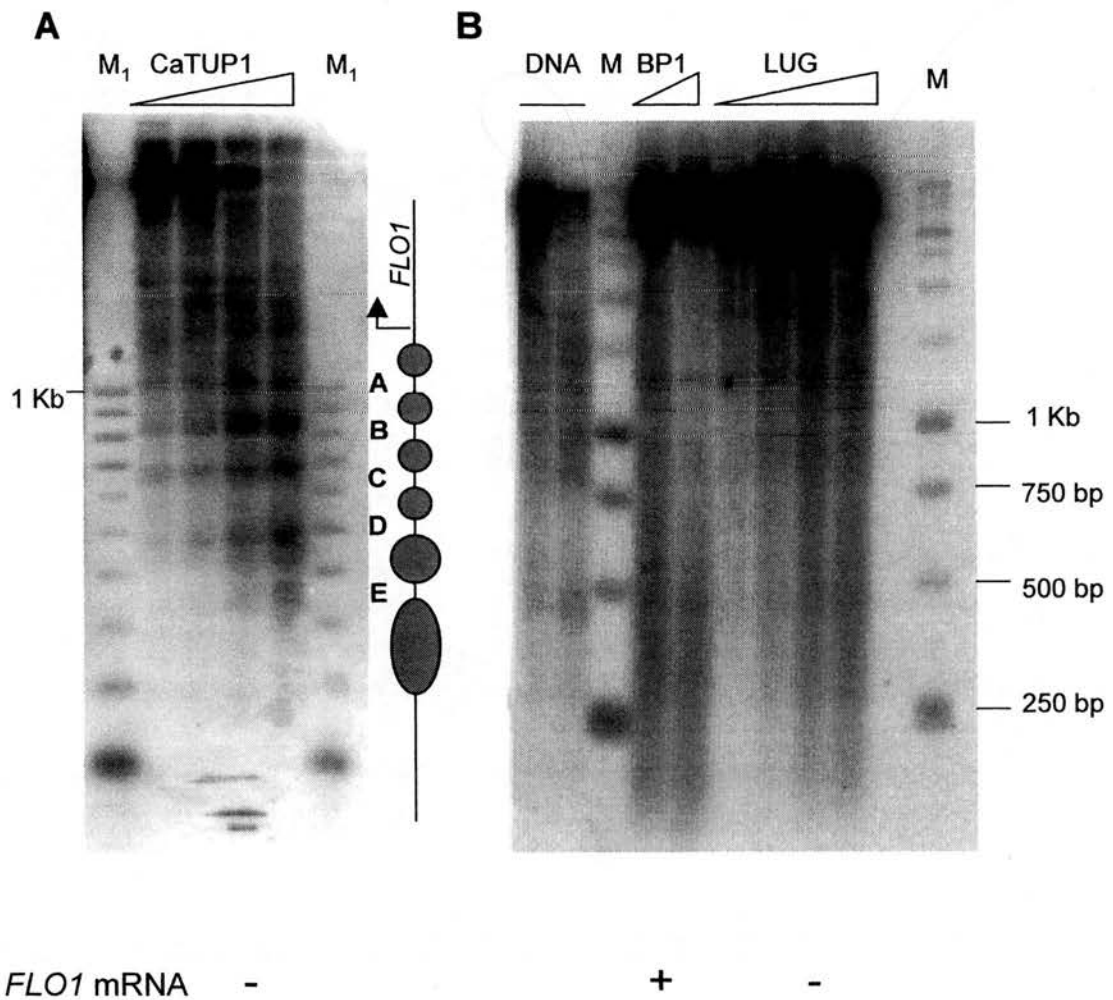 A
M1 CaTUP1 M1
1 Kb
FLO1
A
B
C
D
E
B
DNA M BP1 LUG M
1 Kb
750 bp
500 bp
250 bp
FLO1 mRNA - + -